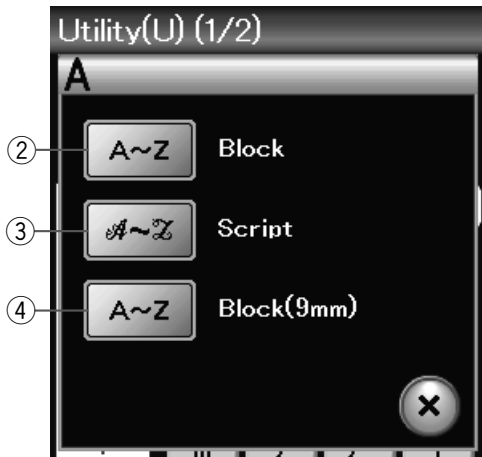 Utility(U) (1/2)
A
② A~Z Block
③ 𝒜~𝒵 Script
④ A~Z Block(9mm)
×